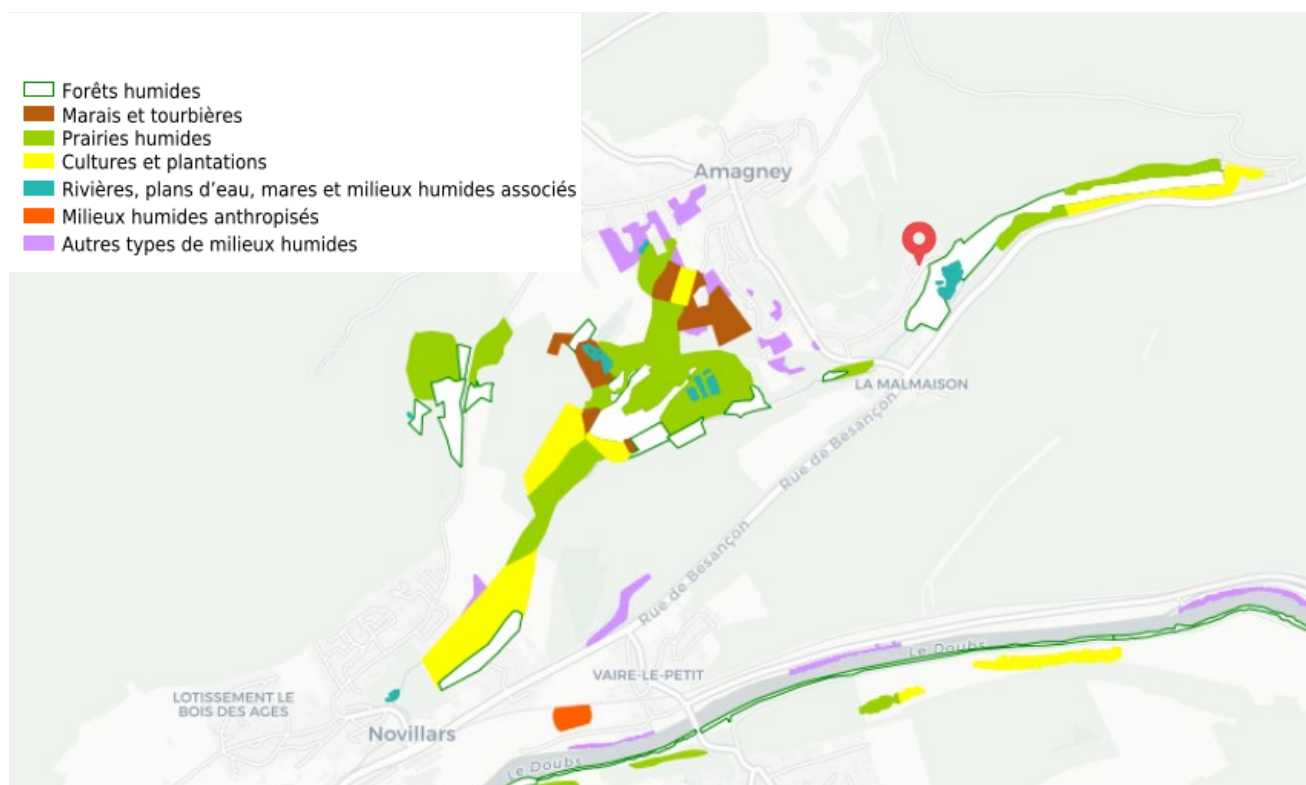 Forêts humides
Marais et tourbières
Prairies humides
Cultures et plantations
Rivières, plans d’eau, mares et milieux humides associés
Milieux humides anthropisés
Autres types de milieux humides
Amagney
LA MALMAISON
Rue de Besançon
Rue de Besançon
Le Doubs
VAIRE-LE-PETIT
LOTISSEMENT LE
BOIS DES AGES
Novillars
Le Doubs